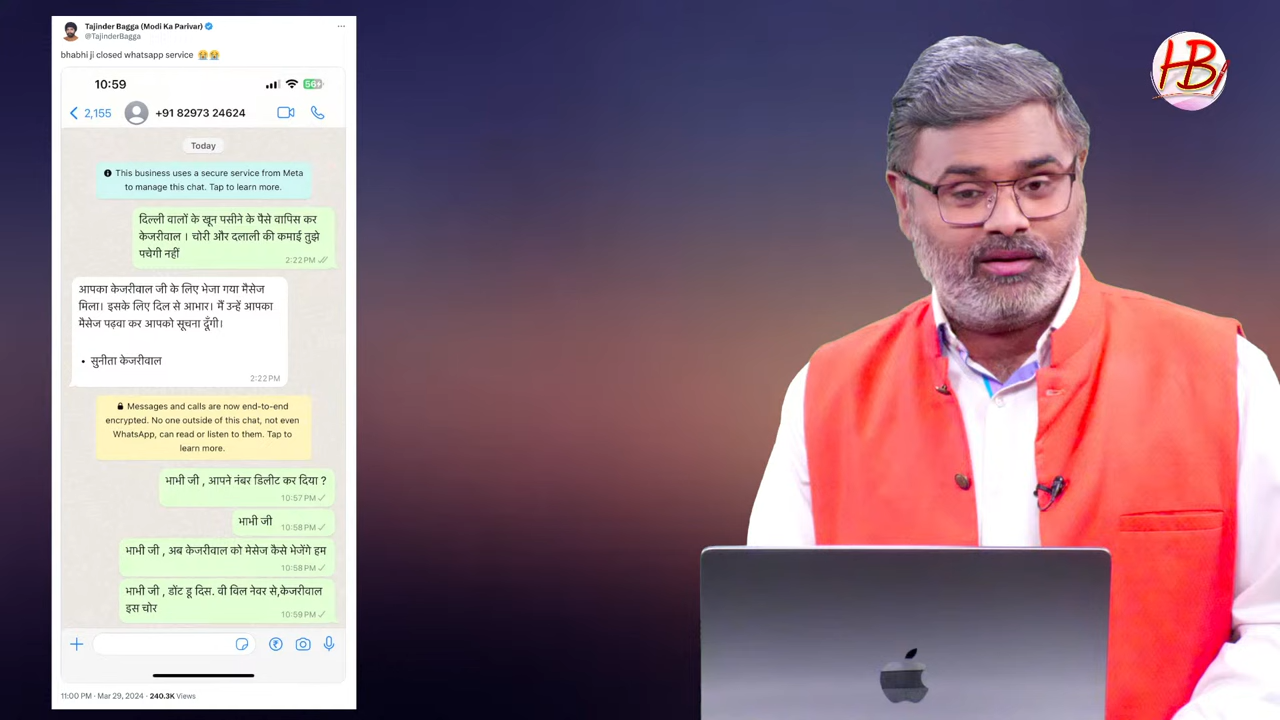 Tajinder Bagga (Modi Ka Parivar)
@TajinderBagga
bhabhi ji closed whatsapp service 😭😭
10:59
56
2,155
+91 82973 24624
Today
This business uses a secure service from Meta
to manage this chat. Tap to learn more.
दिल्ली वालों के खून पसीने के पैसे वापिस कर
केजरीवाल । चोरी और दलाली की कमाई तुझे
पचेगी नहीं
2:22 PM
आपका केजरीवाल जी के लिए भेजा गया मैसेज
मिला। इसके लिए दिल से आभार। मैं उन्हें आपका
मैसेज पढ़वा कर आपको सूचना दूँगी।
• सुनीता केजरीवाल
2:22 PM
Messages and calls are now end-to-end
encrypted. No one outside of this chat, not even
WhatsApp, can read or listen to them. Tap to
learn more.
भाभी जी , आपने नंबर डिलीट कर दिया ?
10:57 PM
भाभी जी
10:58 PM
भाभी जी , अब केजरीवाल को मेसेज कैसे भेजेंगे हम
10:58 PM
भाभी जी , डोंट डू दिस. वी विल नेवर से,केजरीवाल
इस चोर
10:59 PM
11:00 PM · Mar 29, 2024 · 240.3K Views
HBI